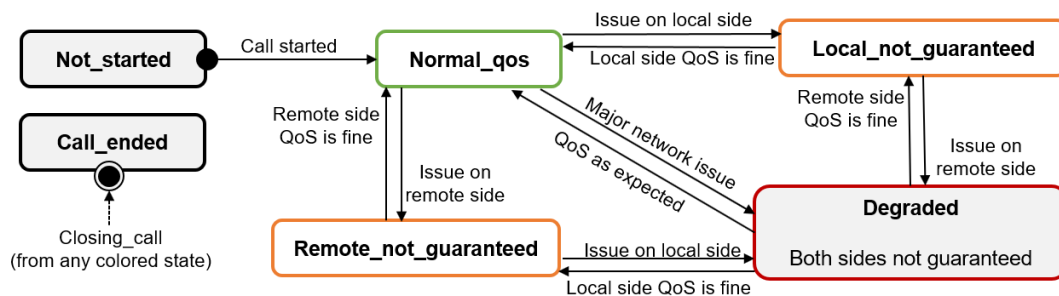 Not_started
Call started
Normal_qos
Issue on local side
Local side QoS is fine
Local_not_guaranteed
Call_ended
Closing_call
(from any colored state)
Remote side
QoS is fine
Issue on
remote side
Major network issue
QoS as expected
Remote side
QoS is fine
Issue on
remote side
Remote_not_guaranteed
Issue on local side
Local side QoS is fine
Degraded
Both sides not guaranteed